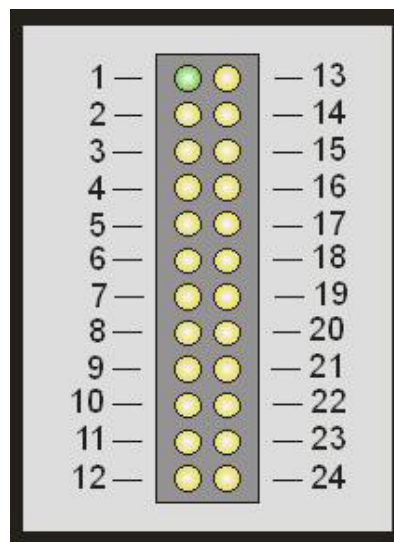 1 — — 13
2 — — 14
3 — — 15
4 — — 16
5 — — 17
6 — — 18
7 — — 19
8 — — 20
9 — — 21
10 — — 22
11 — — 23
12 — — 24